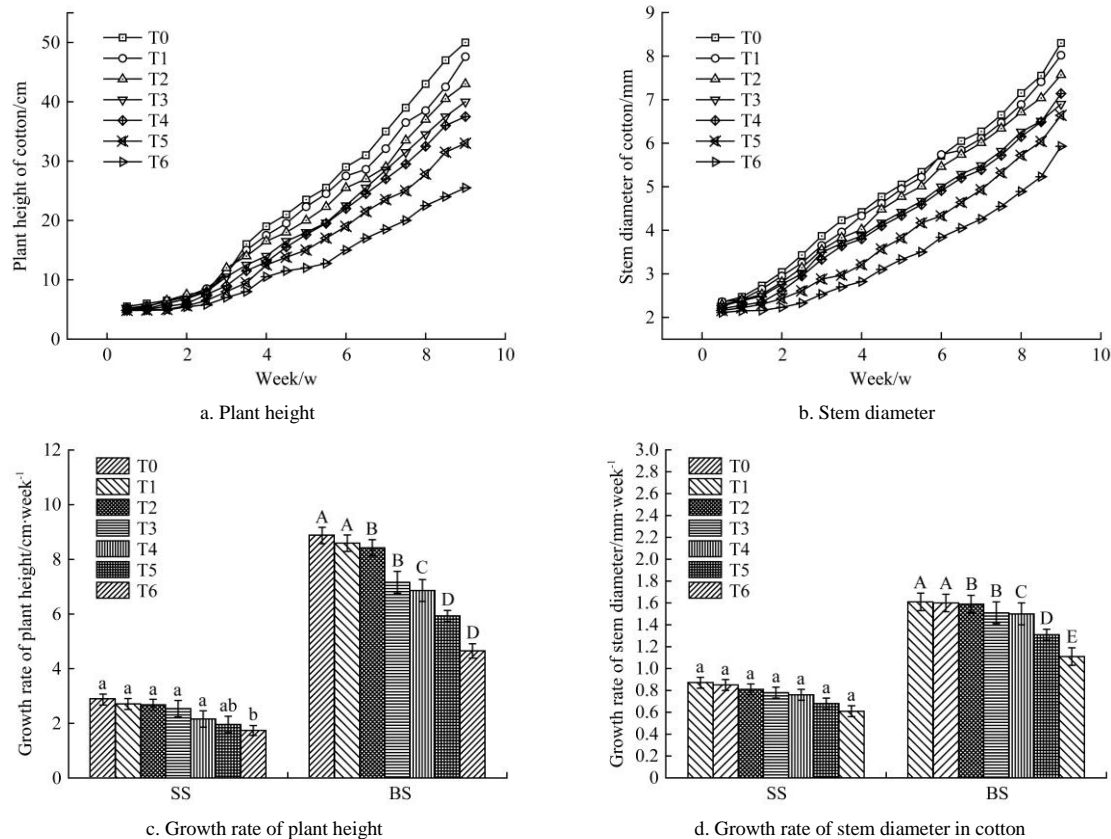 Plant height of cotton/cm
50
40
30
20
10
0
T0
T1
T2
T3
T4
T5
T6
0 2 4 6 8 10
Week/w
a. Plant height
Stem diameter of cotton/mm
9
8
7
6
5
4
3
2
T0
T1
T2
T3
T4
T5
T6
0 2 4 6 8 10
Week/w
b. Stem diameter
Growth rate of plant height/cm·week⁻¹
12
10
8
6
4
2
0
T0
T1
T2
T3
T4
T5
T6
a a a a a ab b
A A B B C D D
SS BS
c. Growth rate of plant height
Growth rate of stem diameter/mm·week⁻¹
3.0
2.8
2.6
2.4
2.2
2.0
1.8
1.6
1.4
1.2
1.0
0.8
0.6
0.4
0.2
0
T0
T1
T2
T3
T4
T5
T6
a a a a a a a
A A B B C D E
SS BS
d. Growth rate of stem diameter in cotton